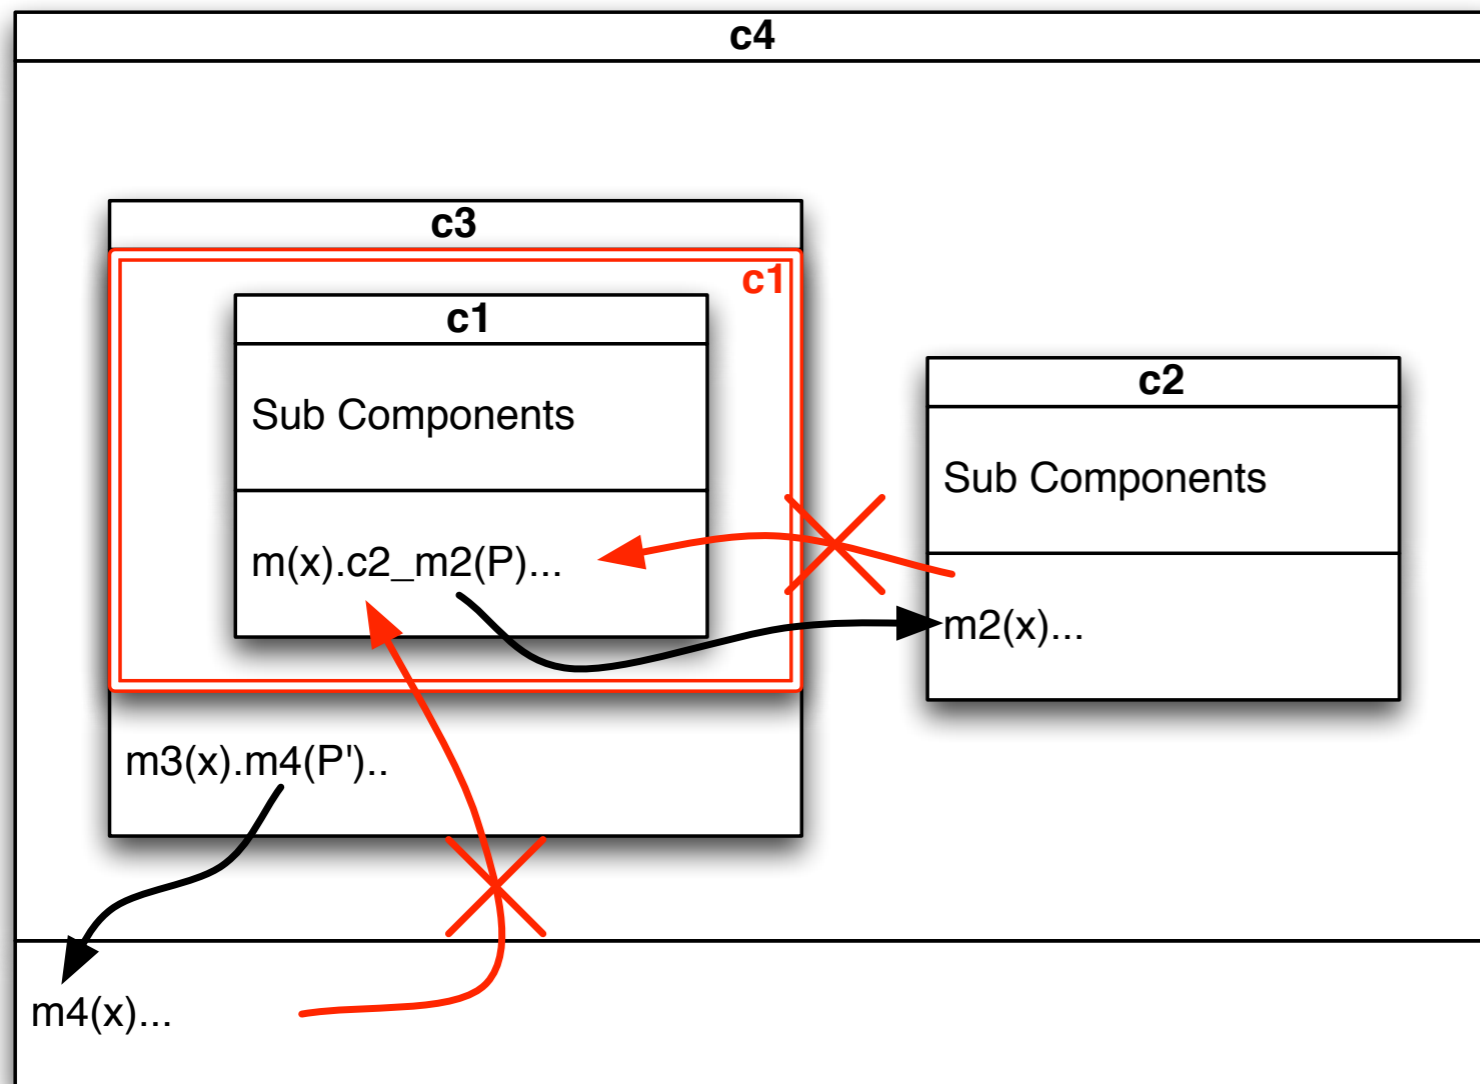 c4
c3
c1
c1
Sub Components
m(x).c2_m2(P)...
c2
Sub Components
m2(x)...
m3(x).m4(P')..
m4(x)...